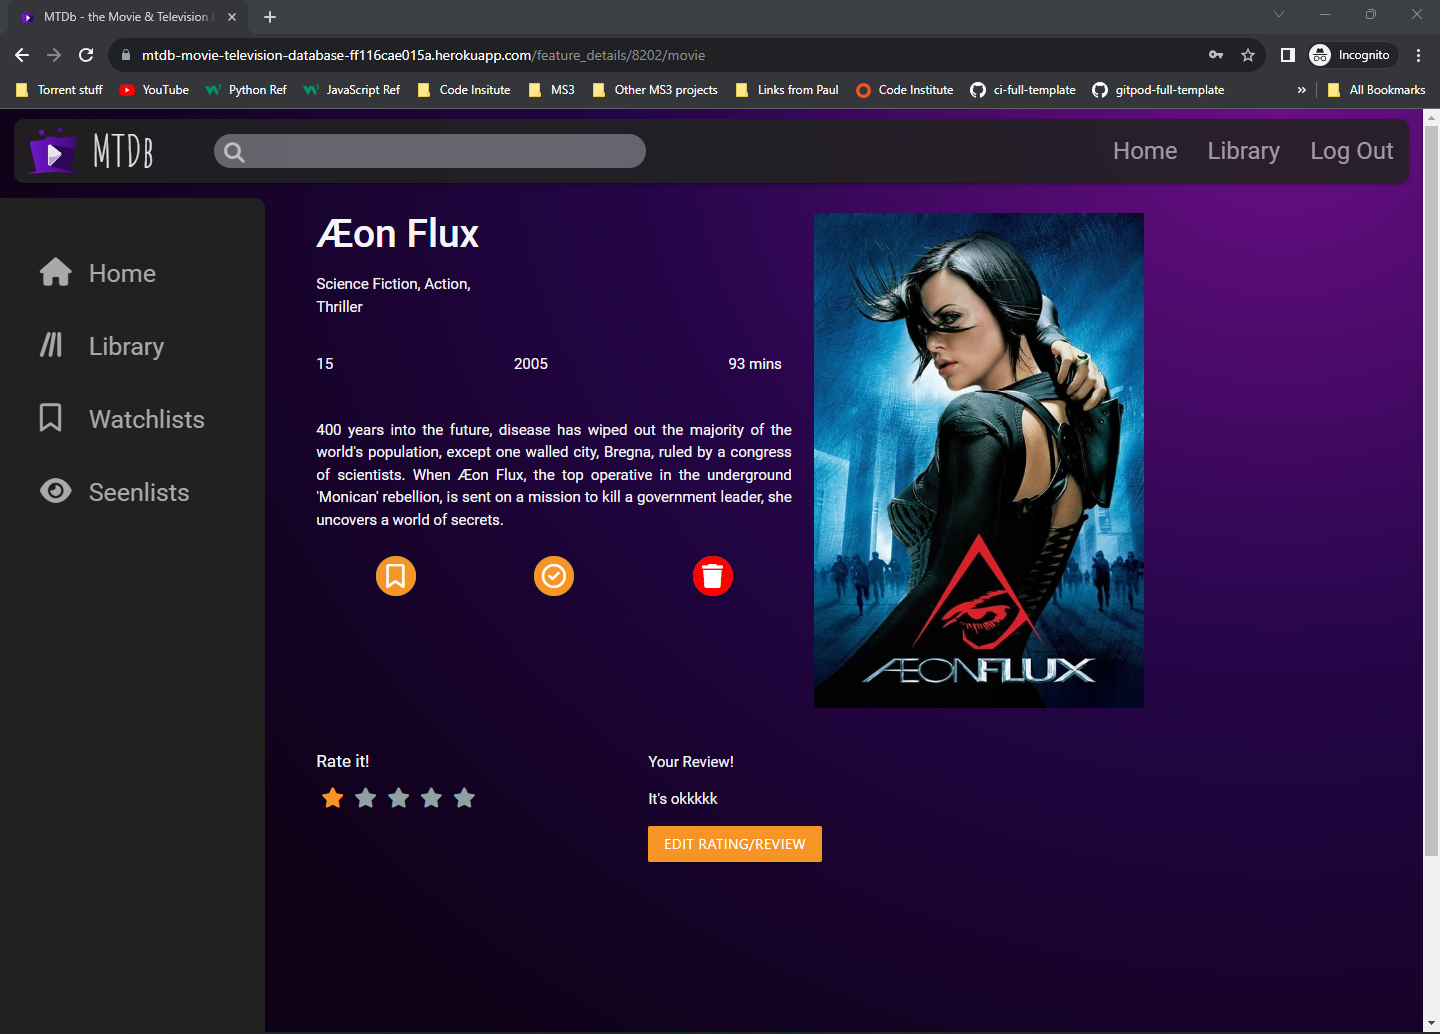 MTDb - the Movie & Television
mtdb-movie-television-database-ff116cae015a.herokuapp.com/feature_details/8202/movie
Incognito
Torrent stuff
YouTube
Python Ref
JavaScript Ref
Code Insitute
MS3
Other MS3 projects
Links from Paul
Code Institute
ci-full-template
gitpod-full-template
»
All Bookmarks
MTDb
Home
Library
Log Out
Home
Library
Watchlists
Seenlists
Æon Flux
Science Fiction, Action,
Thriller
15
2005
93 mins
400 years into the future, disease has wiped out the majority of the
world's population, except one walled city, Bregna, ruled by a congress
of scientists. When Æon Flux, the top operative in the underground
'Monican' rebellion, is sent on a mission to kill a government leader, she
uncovers a world of secrets.
ÆONFLUX
Rate it!
Your Review!
It's okkkkk
EDIT RATING/REVIEW